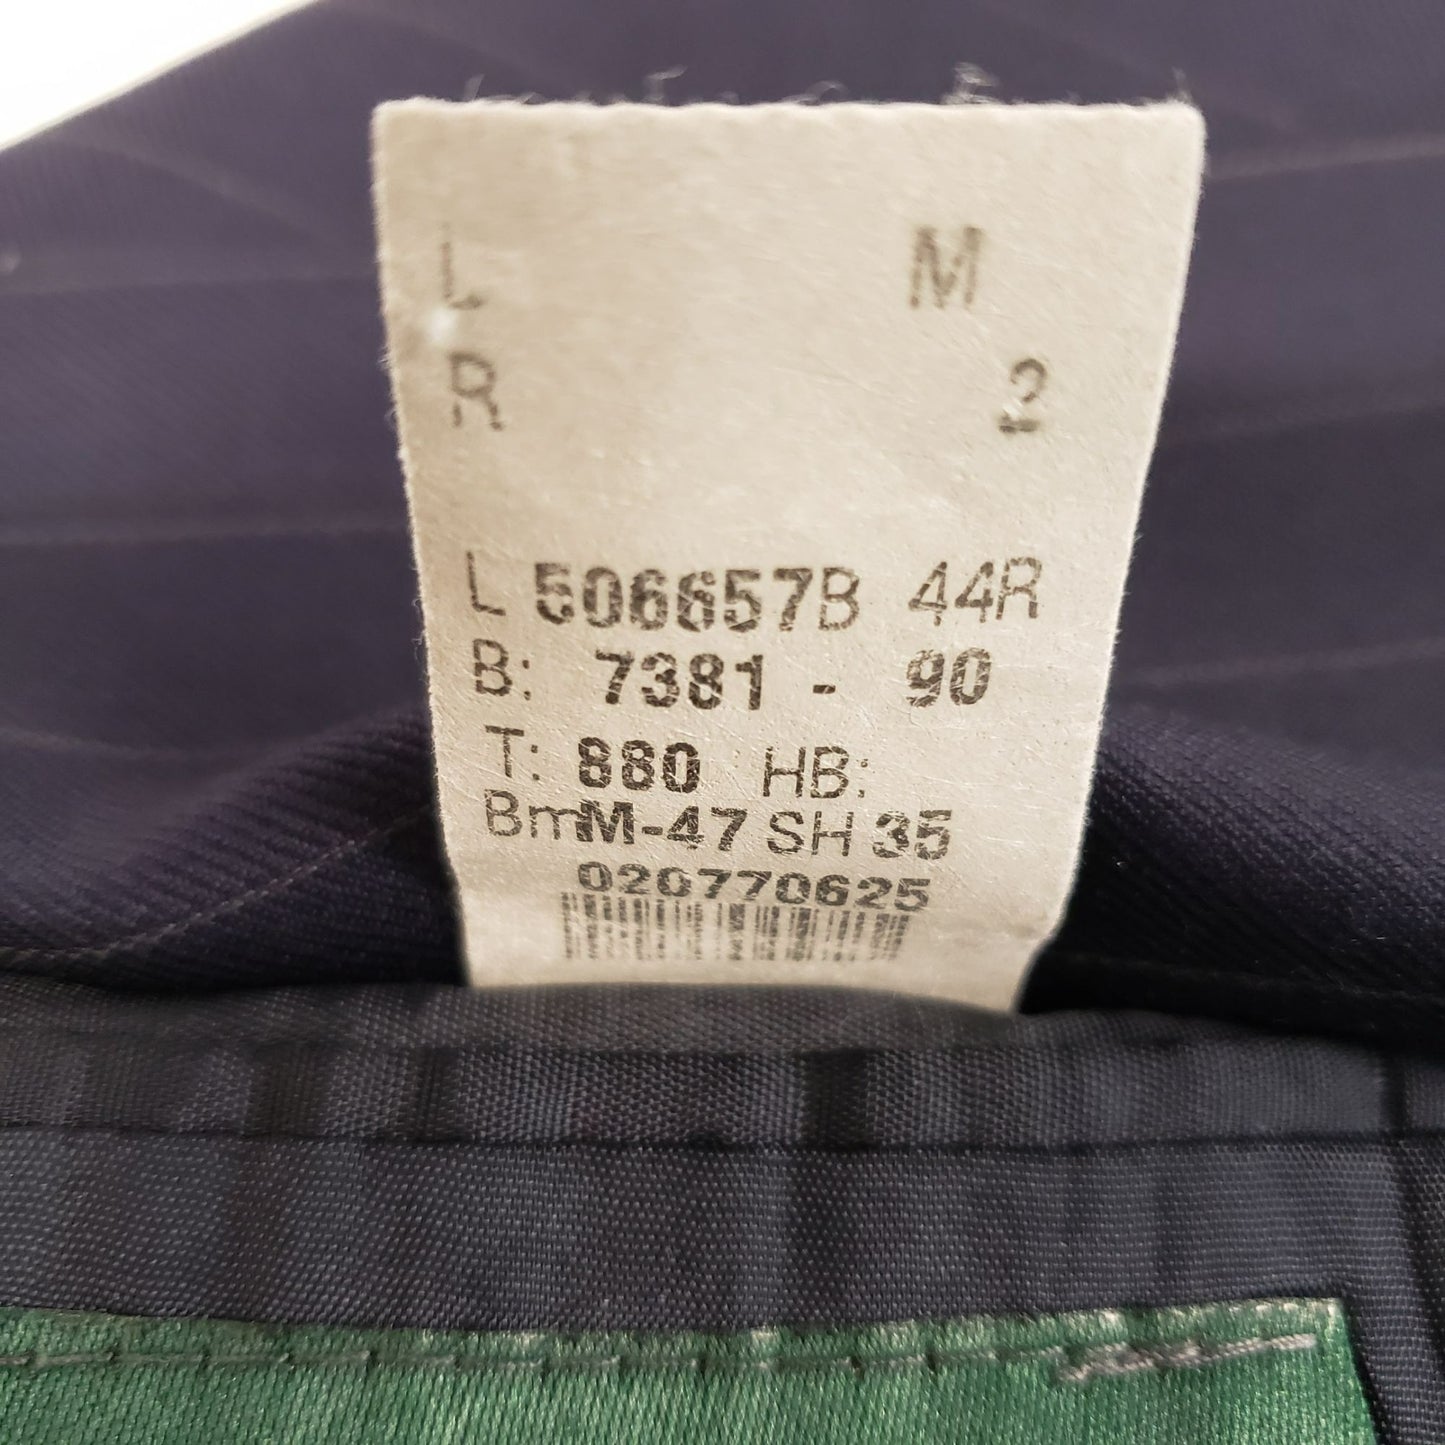 L M
R 2
L 506657B 44R
B: 7381 - 90
T: 880 HB:
BmM-47 SH 35
020770625